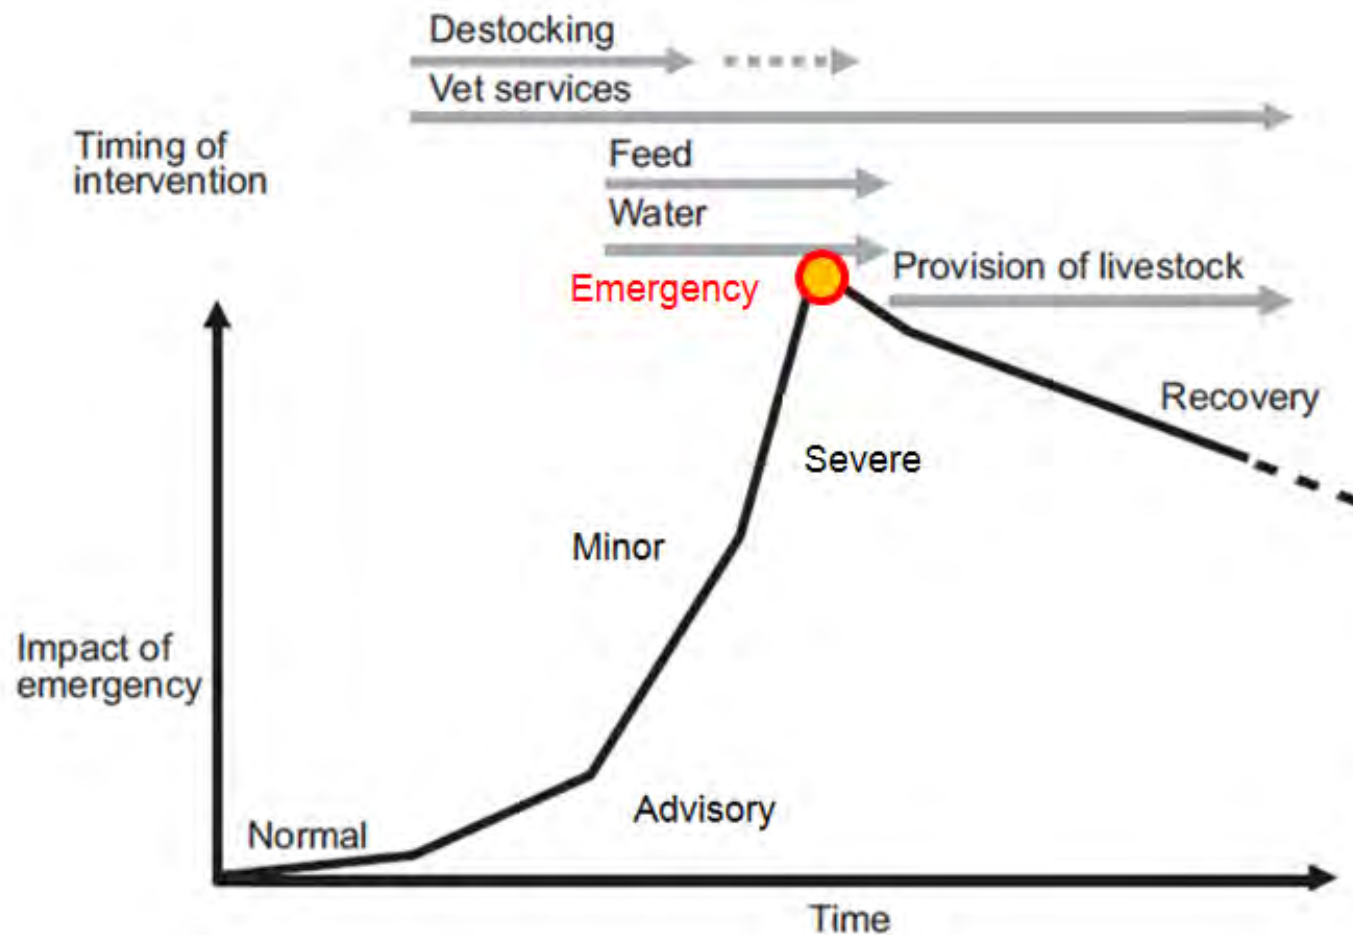 Destocking
Vet services
Timing of
intervention
Feed
Water
Emergency
Provision of livestock
Recovery
Severe
Minor
Impact of
emergency
Advisory
Normal
Time